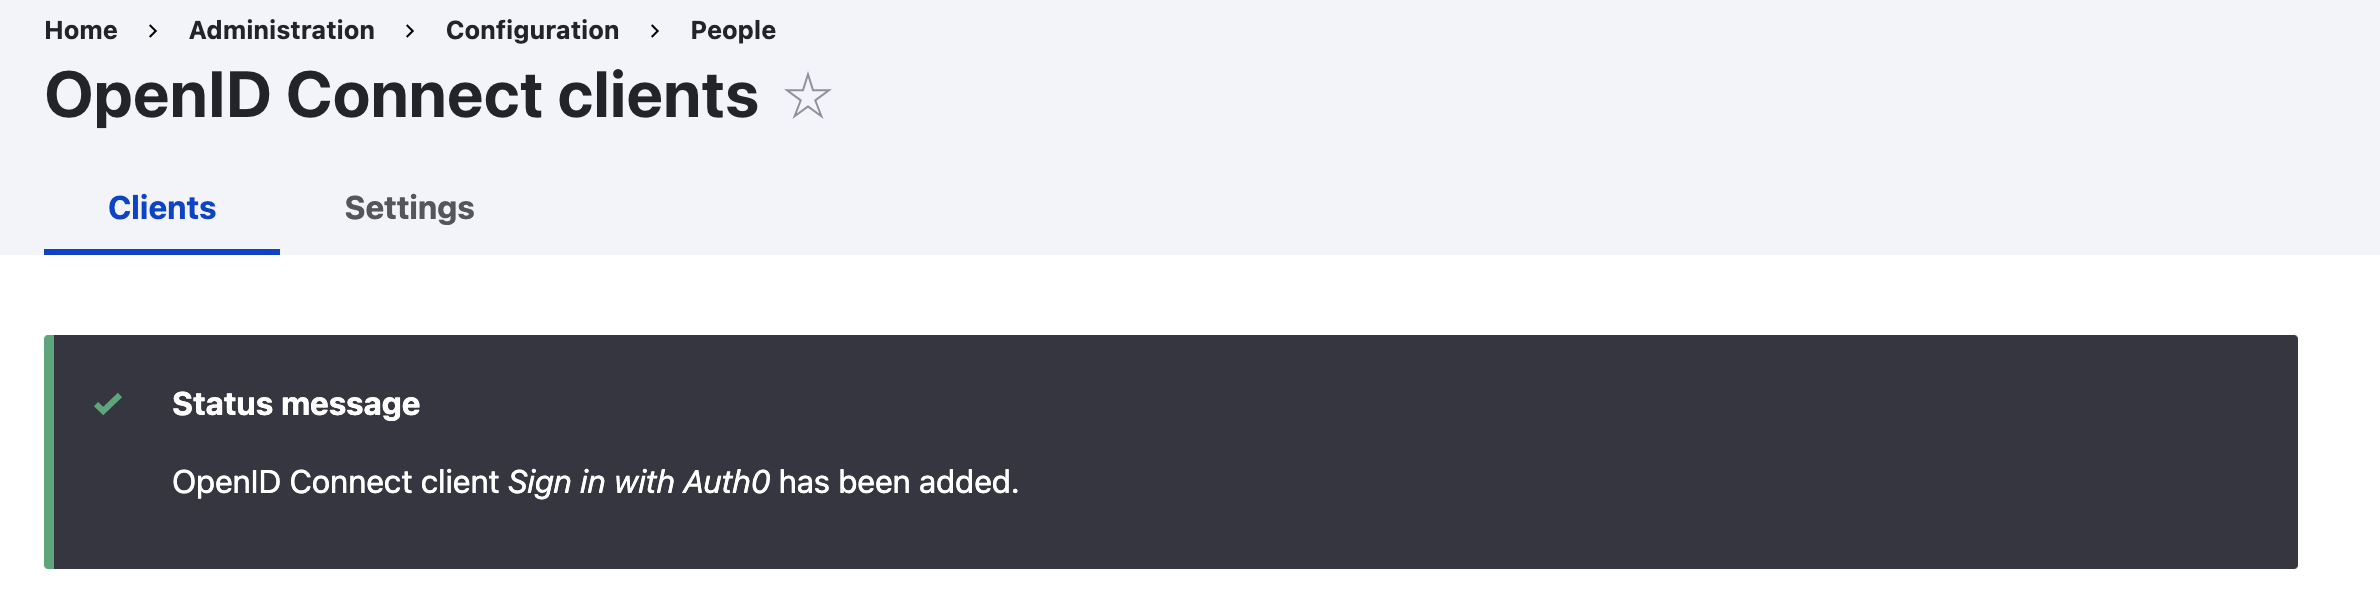 Home > Administration > Configuration > People
OpenID Connect clients
Clients Settings
Status message
OpenID Connect client Sign in with Auth0 has been added.